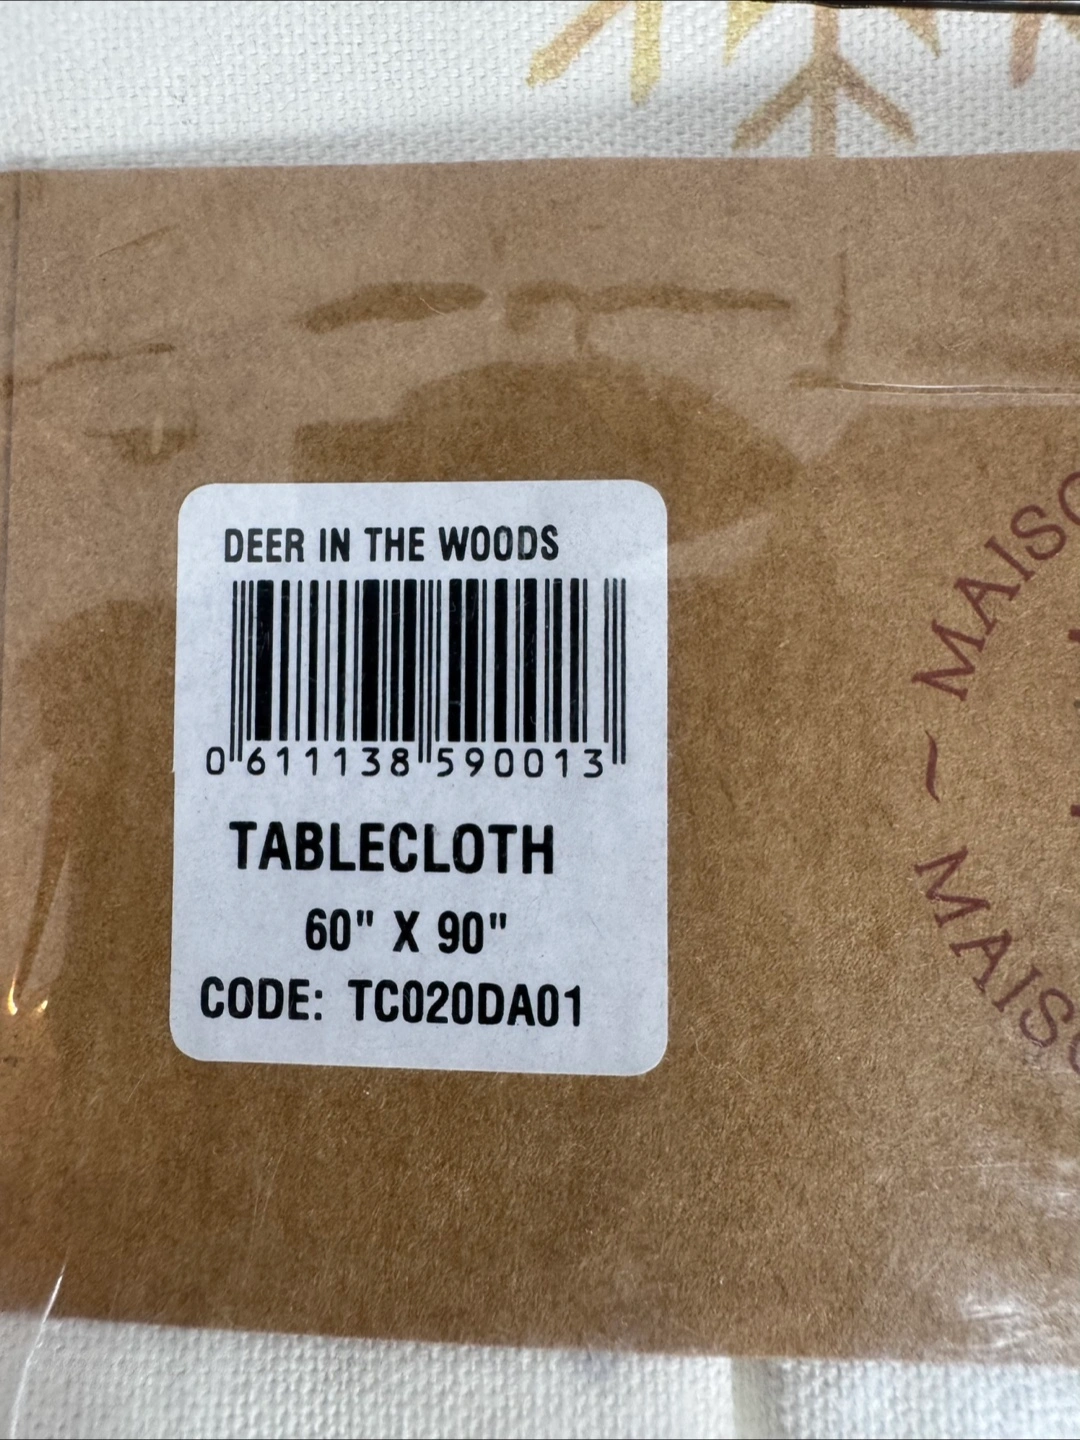 DEER IN THE WOODS
0 611138 590013
TABLECLOTH
60" X 90"
CODE: TC020DA01
~ MAISO
MAISO